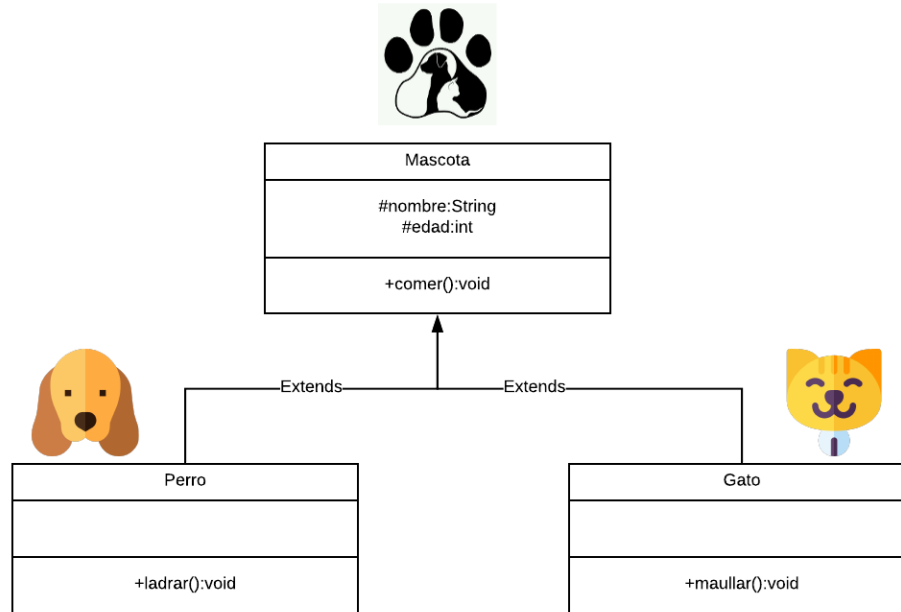 Mascota
#nombre:String
#edad:int
+comer():void
Extends
Extends
Perro
Gato
+ladrar():void
+maullar():void